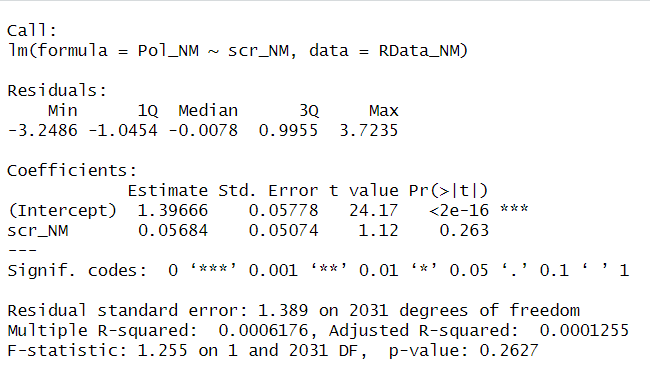 Call:
lm(formula = Pol_NM ~ scr_NM, data = RData_NM)
Residuals:
Min 1Q Median 3Q Max
-3.2486 -1.0454 -0.0078 0.9955 3.7235
Coefficients:
Estimate Std. Error t value Pr(>|t|)
(Intercept) 1.39666 0.05778 24.17 <2e-16 ***
scr_NM 0.05684 0.05074 1.12 0.263
---
Signif. codes: 0 ‘***’ 0.001 ‘**’ 0.01 ‘*’ 0.05 ‘.’ 0.1 ‘ ’ 1
Residual standard error: 1.389 on 2031 degrees of freedom
Multiple R-squared: 0.0006176, Adjusted R-squared: 0.0001255
F-statistic: 1.255 on 1 and 2031 DF, p-value: 0.2627